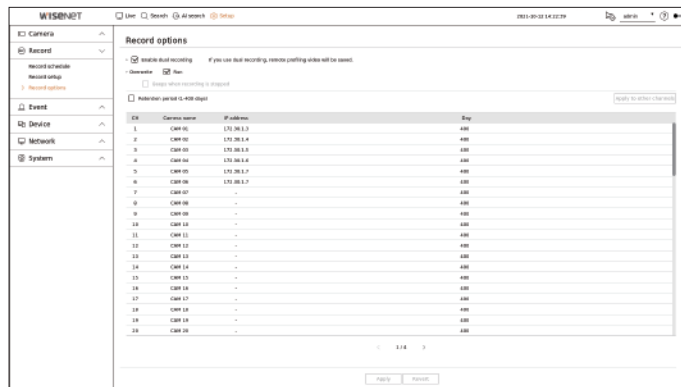 WISENET Live Search AI search Setup 2021-10-12 14:22:39 admin
Camera
Record
Record schedule
Record setup
Record options
Event
Device
Network
System
Record options
Enable dual recording If you use dual recording, remote profiling video will be saved.
Overwrite Run
Beeps when recording is stopped
Retention period (1-400 days) Apply to other channels
CH Camera name IP address Day
1 CAM 01 172.30.1.3 400
2 CAM 02 172.30.1.4 400
3 CAM 03 172.30.1.5 400
4 CAM 04 172.30.1.6 400
5 CAM 05 172.30.1.7 400
6 CAM 06 172.30.1.7 400
7 CAM 07 - 400
8 CAM 08 - 400
9 CAM 09 - 400
10 CAM 10 - 400
11 CAM 11 - 400
12 CAM 12 - 400
13 CAM 13 - 400
14 CAM 14 - 400
15 CAM 15 - 400
16 CAM 16 - 400
17 CAM 17 - 400
18 CAM 18 - 400
19 CAM 19 - 400
20 CAM 20 - 400
Apply Revert